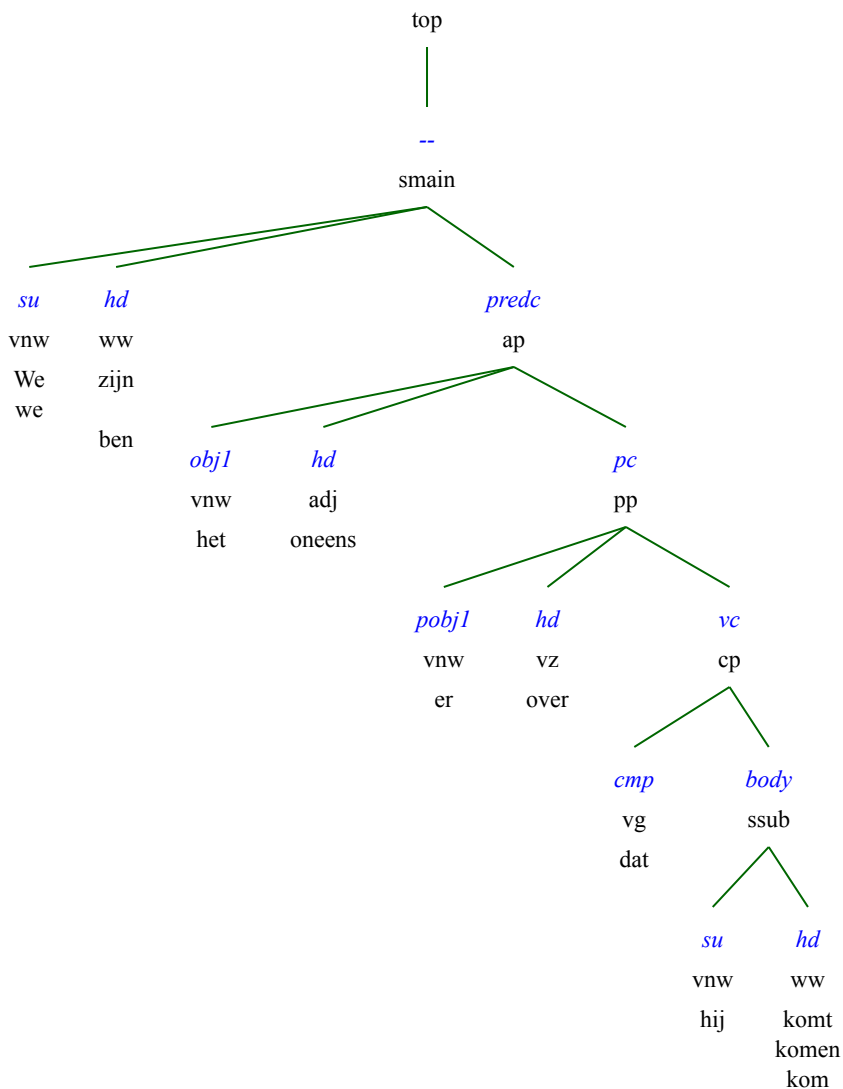 top
--
smain
su hd predc
vnw ww ap
We zijn
we
ben
obj1 hd pc
vnw adj pp
het oneens
pobj1 hd vc
vnw vz cp
er over
cmp body
vg ssub
dat
su hd
vnw ww
hij komt
komen
kom